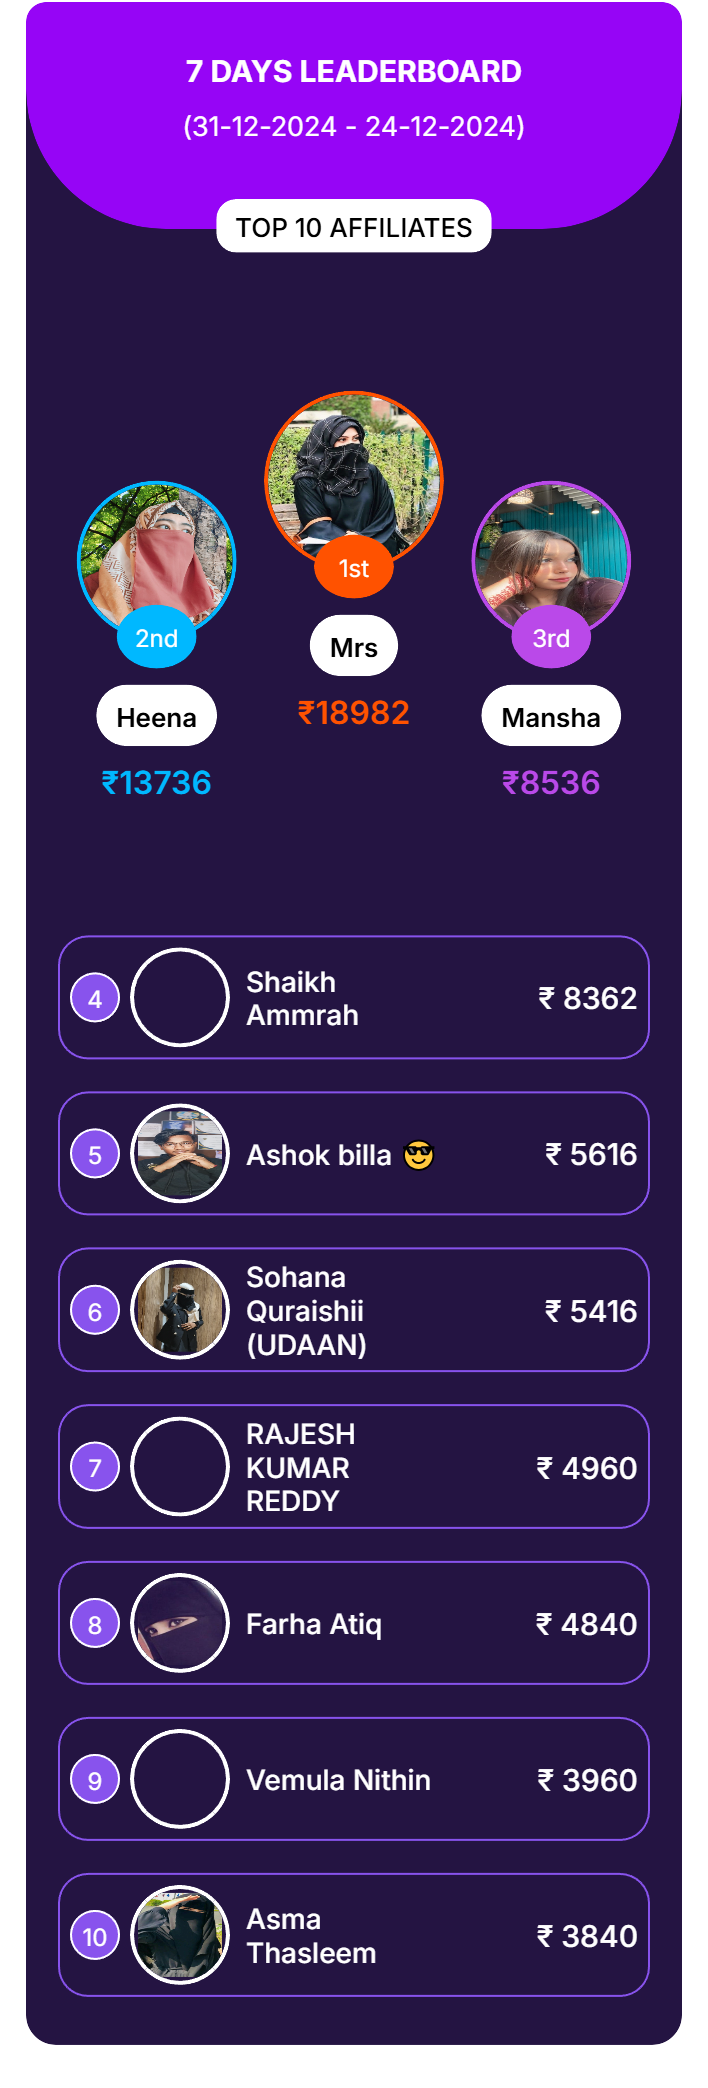 7 DAYS LEADERBOARD
(31-12-2024 - 24-12-2024)
TOP 10 AFFILIATES
1st
Mrs
₹18982
2nd
Heena
₹13736
3rd
Mansha
₹8536
4
Shaikh
Ammrah
₹ 8362
5
Ashok billa 😎
₹ 5616
6
Sohana
Quraishii
(UDAAN)
₹ 5416
7
RAJESH
KUMAR
REDDY
₹ 4960
8
Farha Atiq
₹ 4840
9
Vemula Nithin
₹ 3960
10
Asma
Thasleem
₹ 3840